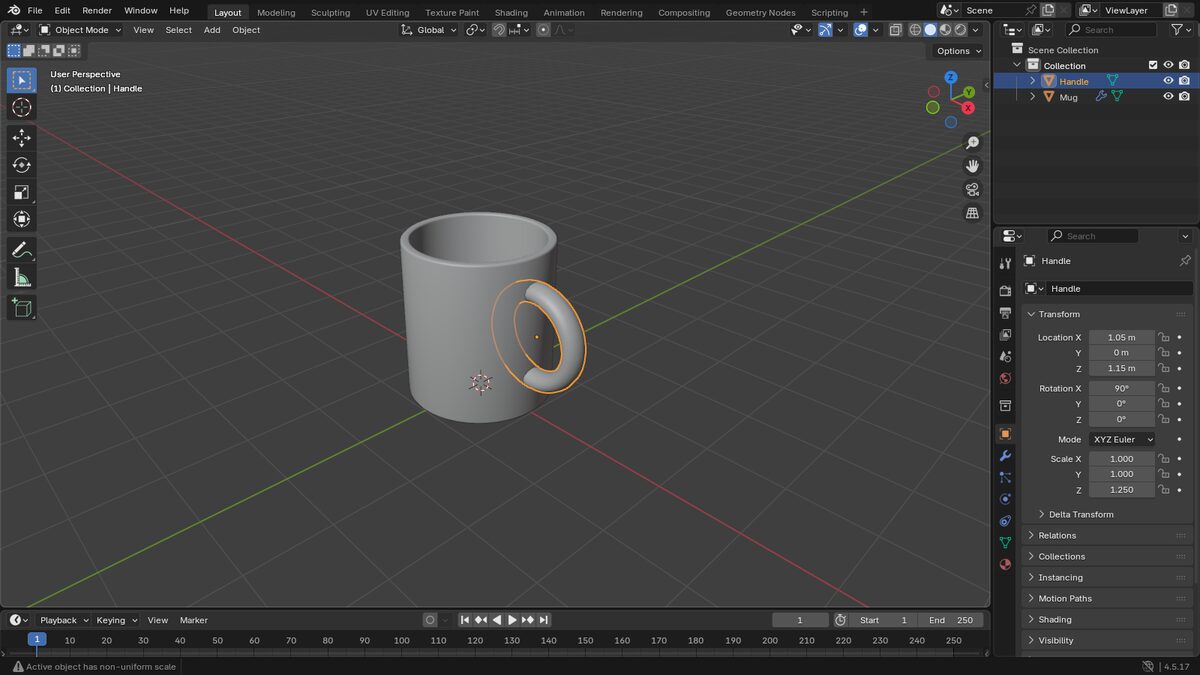 File Edit Render Window Help Layout Modeling Sculpting UV Editing Texture Paint Shading Animation Rendering Compositing Geometry Nodes Scripting + Scene ViewLayer
Object Mode View Select Add Object Global Search
Options
User Perspective
(1) Collection | Handle
Z
Y
X
Scene Collection
Collection
Handle
Mug
Search
Handle
Handle
Transform
Location X 1.05 m
Y 0 m
Z 1.15 m
Rotation X 90°
Y 0°
Z 0°
Mode XYZ Euler
Scale X 1.000
Y 1.000
Z 1.250
Delta Transform
Relations
Collections
Instancing
Motion Paths
Shading
Visibility
Playback Keying View Marker 1 Start 1 End 250
1 10 20 30 40 50 60 70 80 90 100 110 120 130 140 150 160 170 180 190 200 210 220 230 240 250
Active object has non-uniform scale 4.5.17